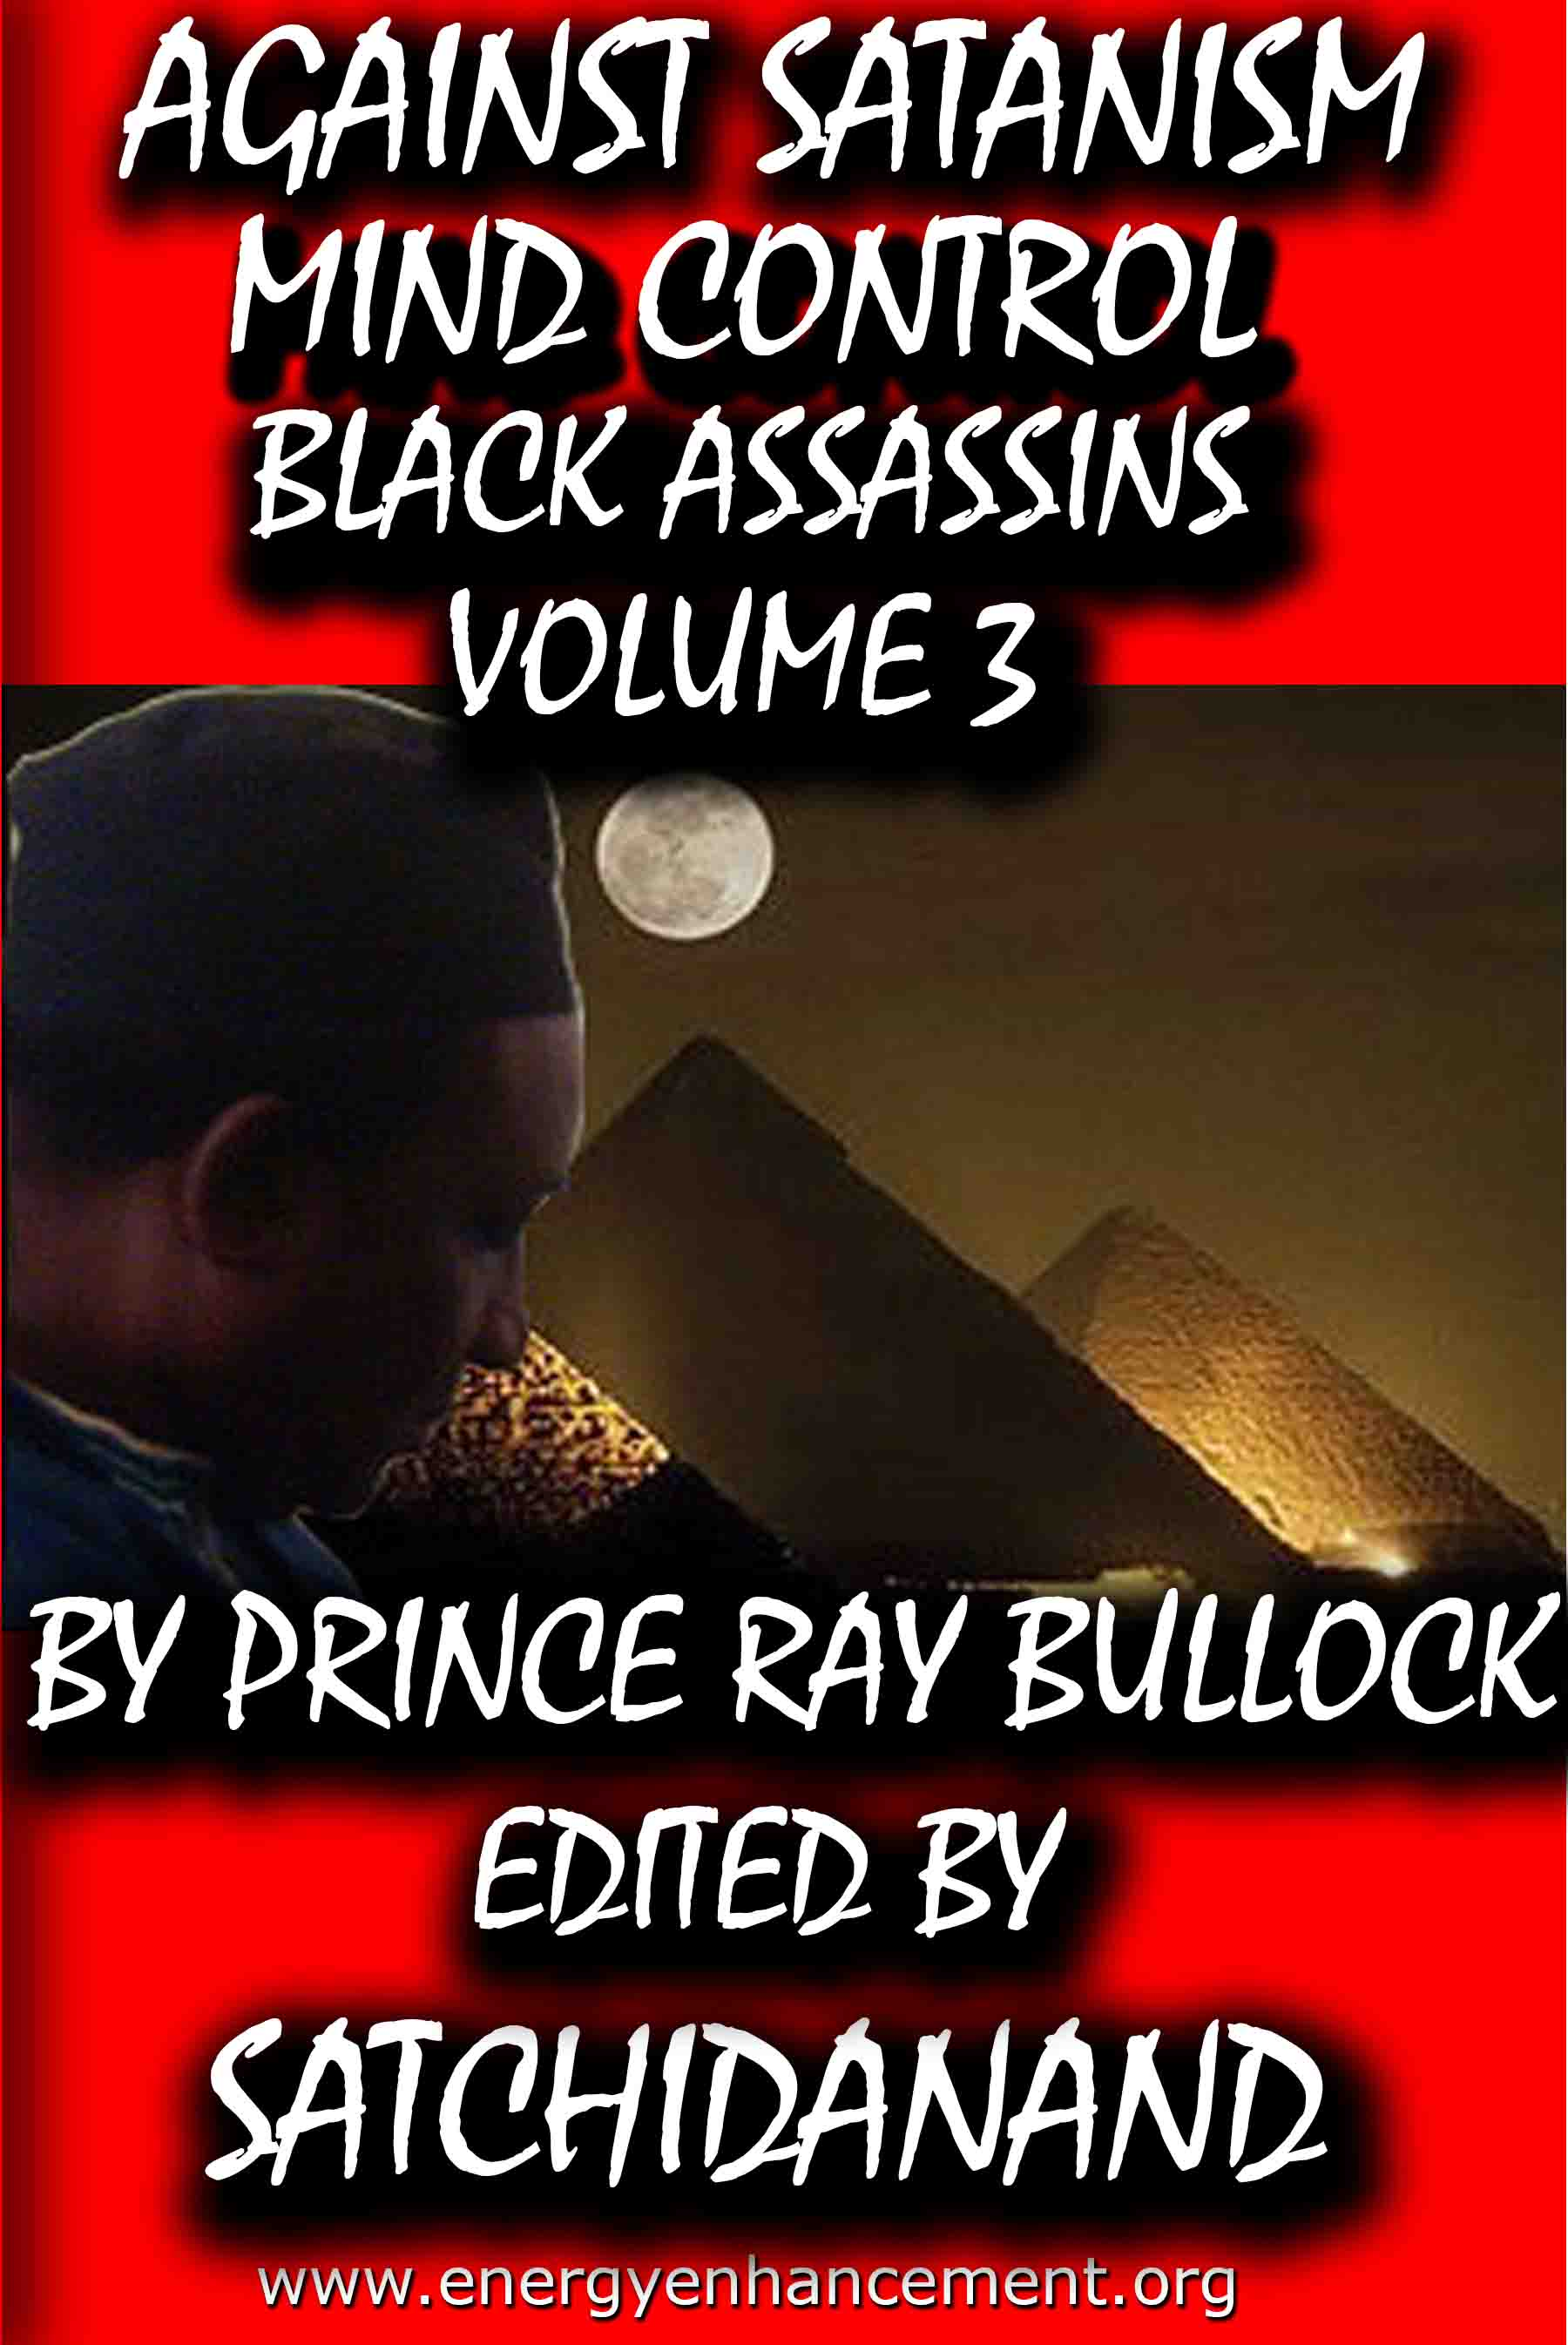 AGAINST SATANISM
MIND CONTROL
BLACK ASSASSINS
VOLUME 3
BY PRINCE RAY BULLOCK
EDITED BY
SATCHIDANAND
www.energyenhancement.org